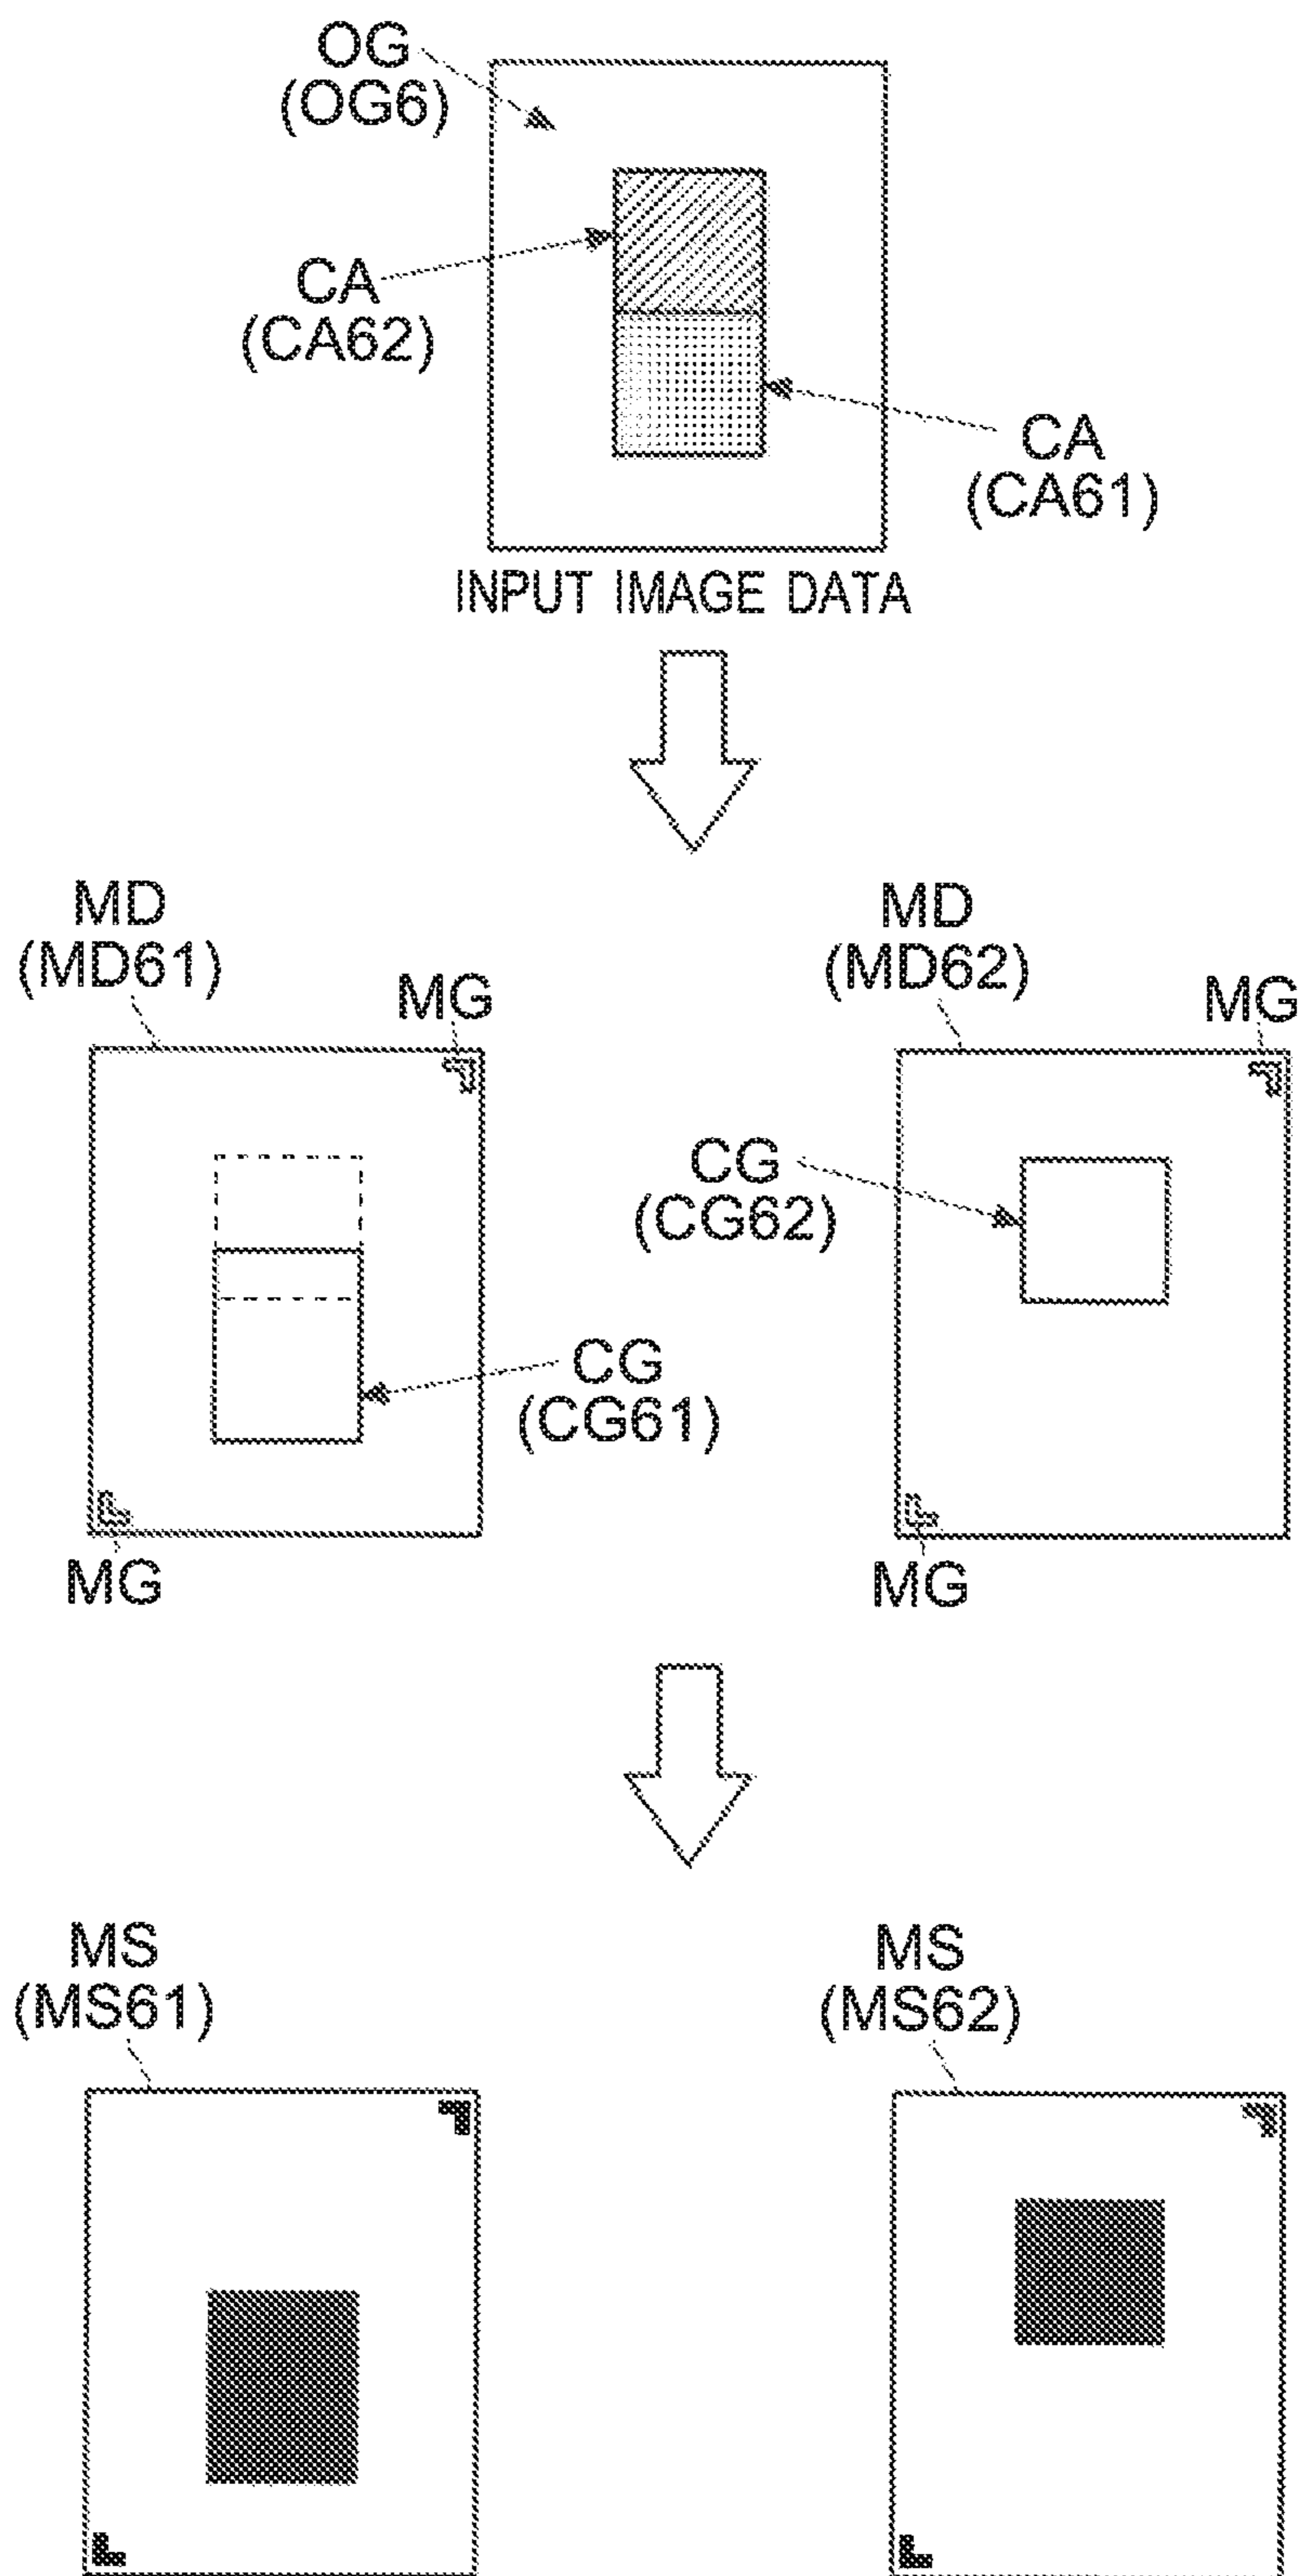 OG
(OG6)
CA
(CA62)
CA
(CA61)
INPUT IMAGE DATA
MD
(MD61)
MG
MD
(MD62)
MG
CG
(CG62)
CG
(CG61)
MG
MG
MS
(MS61)
MS
(MS62)